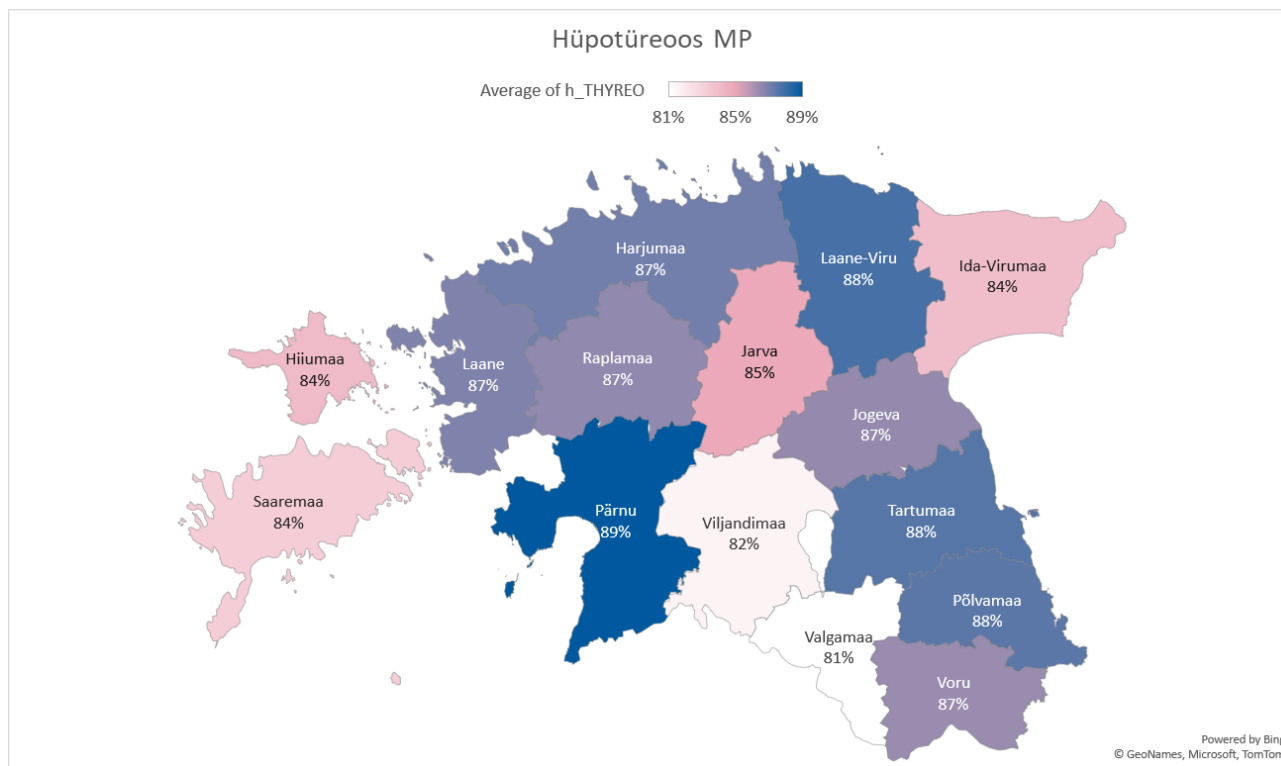 Hüpotüreoos MP
Average of h_THYREO
81% 85% 89%
Harjumaa
87%
Laane-Viru
88%
Ida-Virumaa
84%
Hiiumaa
84%
Laane
87%
Raplamaa
87%
Jarva
85%
Jogeva
87%
Saaremaa
84%
Pärnu
89%
Viljandimaa
82%
Tartumaa
88%
Põlvamaa
88%
Valgamaa
81%
Voru
87%
Powered by Bing
© GeoNames, Microsoft, TomTom